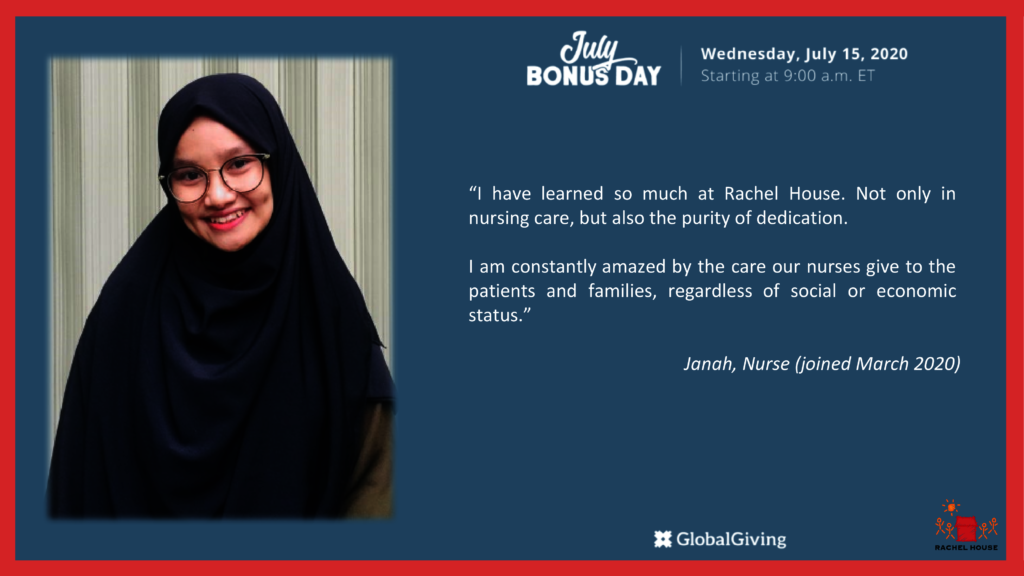 July
BONUS DAY
Wednesday, July 15, 2020
Starting at 9:00 a.m. ET
“I have learned so much at Rachel House. Not only in
nursing care, but also the purity of dedication.
I am constantly amazed by the care our nurses give to the
patients and families, regardless of social or economic
status.”
Janah, Nurse (joined March 2020)
GlobalGiving
RACHEL HOUSE